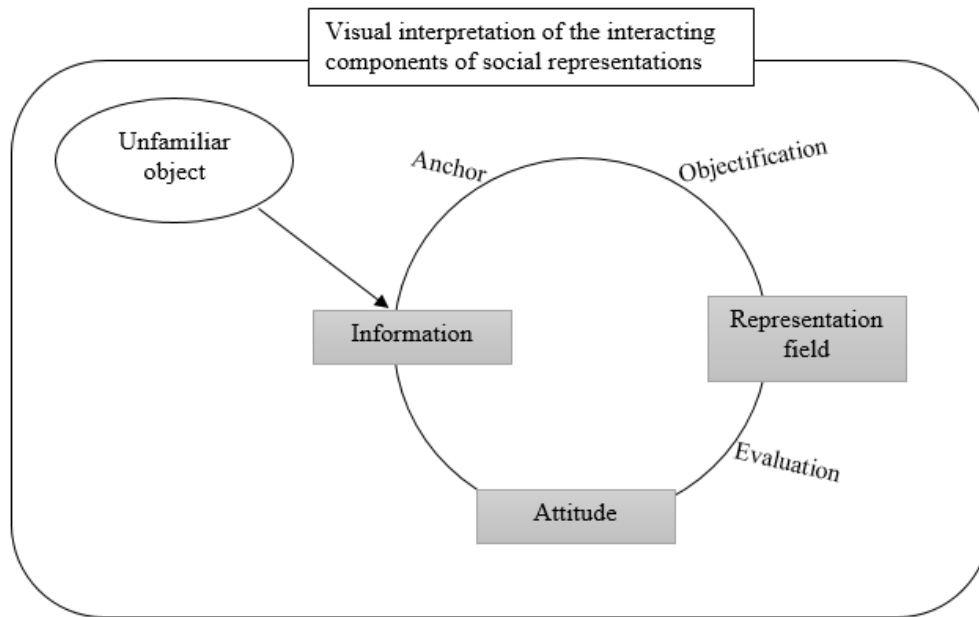 Visual interpretation of the interacting
components of social representations
Unfamiliar
object
Anchor
Objectification
Information
Representation
field
Evaluation
Attitude